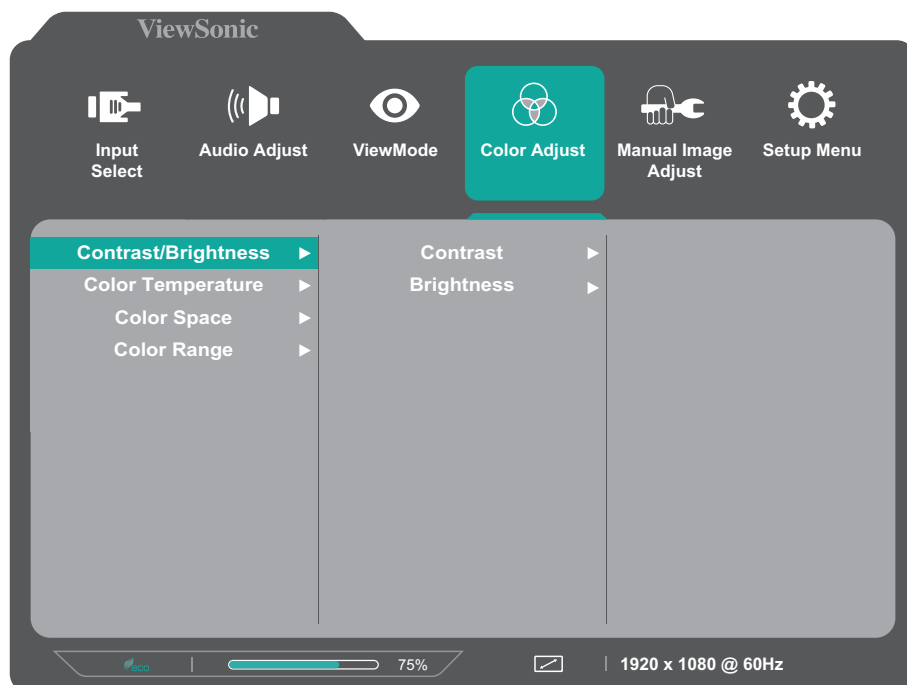 ViewSonic
Input
Select
Audio Adjust
ViewMode
Color Adjust
Manual Image
Adjust
Setup Menu
Contrast/Brightness
Color Temperature
Color Space
Color Range
Contrast
Brightness
ECO
75%
1920 x 1080 @ 60Hz